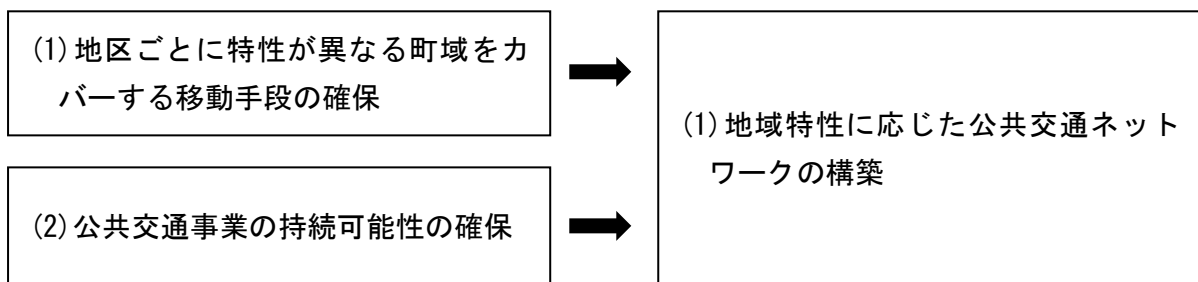 (1)地区ごとに特性が異なる町域をカ
バーする移動手段の確保
(2)公共交通事業の持続可能性の確保
(1)地域特性に応じた公共交通ネット
ワークの構築